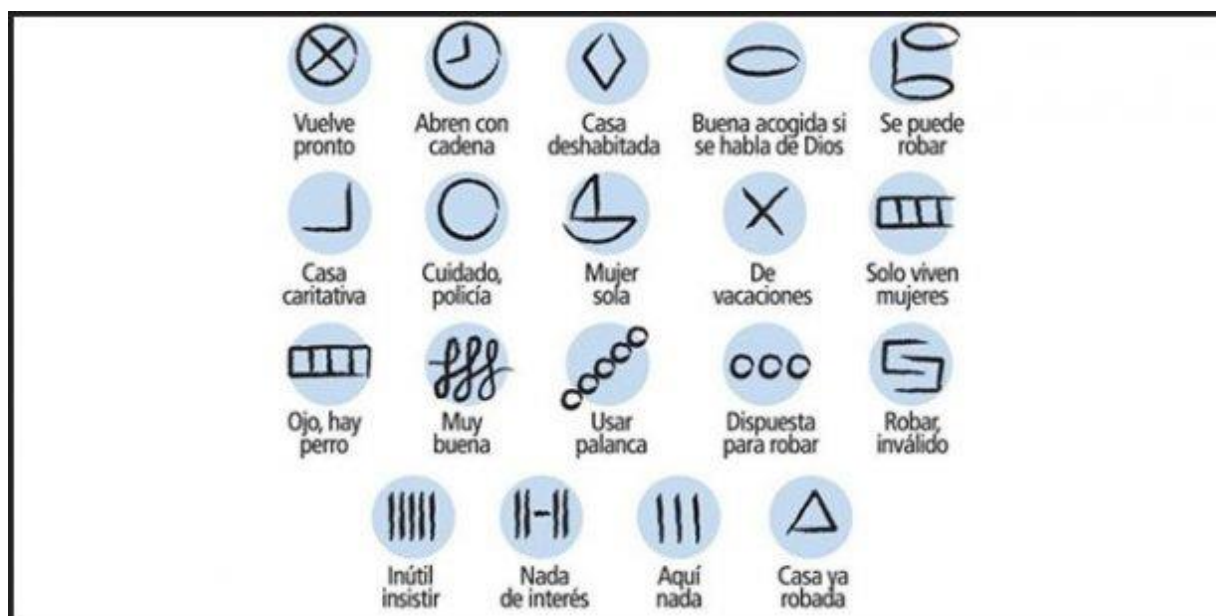 Vuelve
pronto
Abren con
cadena
Casa
deshabitada
Buena acogida si
se habla de Dios
Se puede
robar
Casa
caritativa
Cuidado,
policía
Mujer
sola
De
vacaciones
Solo viven
mujeres
Ojo, hay
perro
Muy
buena
Usar
palanca
Dispuesta
para robar
Robar,
inválido
Inútil
insistir
Nada
de interés
Aquí
nada
Casa ya
robada